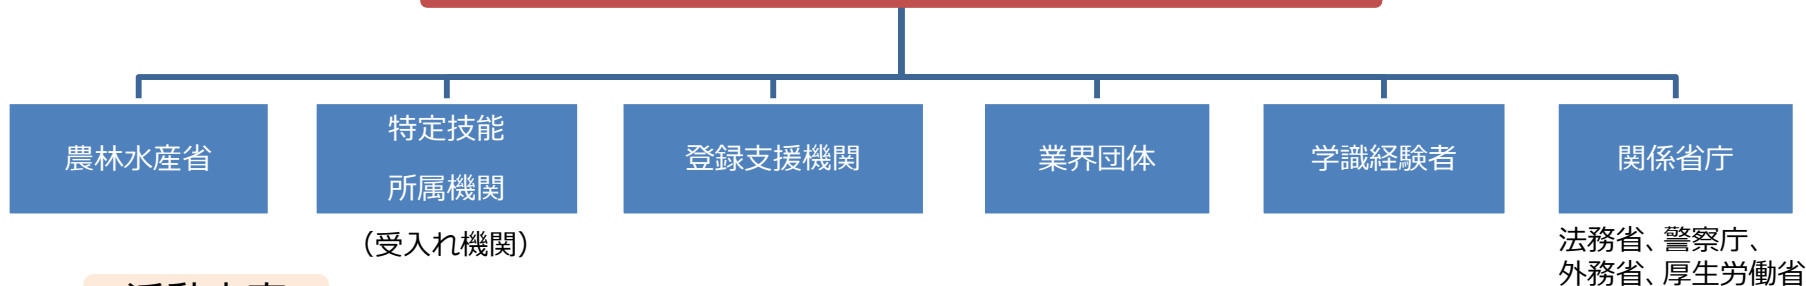 農林水産省
特定技能
所属機関
登録支援機関
業界団体
学識経験者
関係省庁
（受入れ機関）
法務省、警察庁、
外務省、厚生労働省